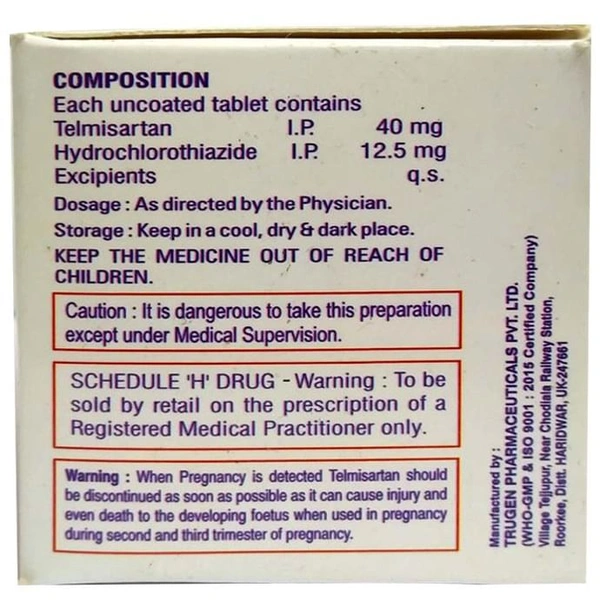 COMPOSITION
Each uncoated tablet contains
Telmisartan I.P. 40 mg
Hydrochlorothiazide I.P. 12.5 mg
Excipients q.s.
Dosage : As directed by the Physician.
Storage : Keep in a cool, dry & dark place.
KEEP THE MEDICINE OUT OF REACH OF
CHILDREN.
Caution : It is dangerous to take this preparation
except under Medical Supervision.
SCHEDULE 'H' DRUG - Warning : To be
sold by retail on the prescription of a
Registered Medical Practitioner only.
Warning : When Pregnancy is detected Telmisartan should
be discontinued as soon as possible as it can cause injury and
even death to the developing foetus when used in pregnancy
during second and third trimester of pregnancy.
Manufactured by :
TRUGEN PHARMACEUTICALS PVT. LTD.
(WHO-GMP & ISO 9001 : 2015 Certified Company)
Village Tejjupur, Near Chodiala Railway Station,
Roorkee, Distt. HARIDWAR, UK-247661